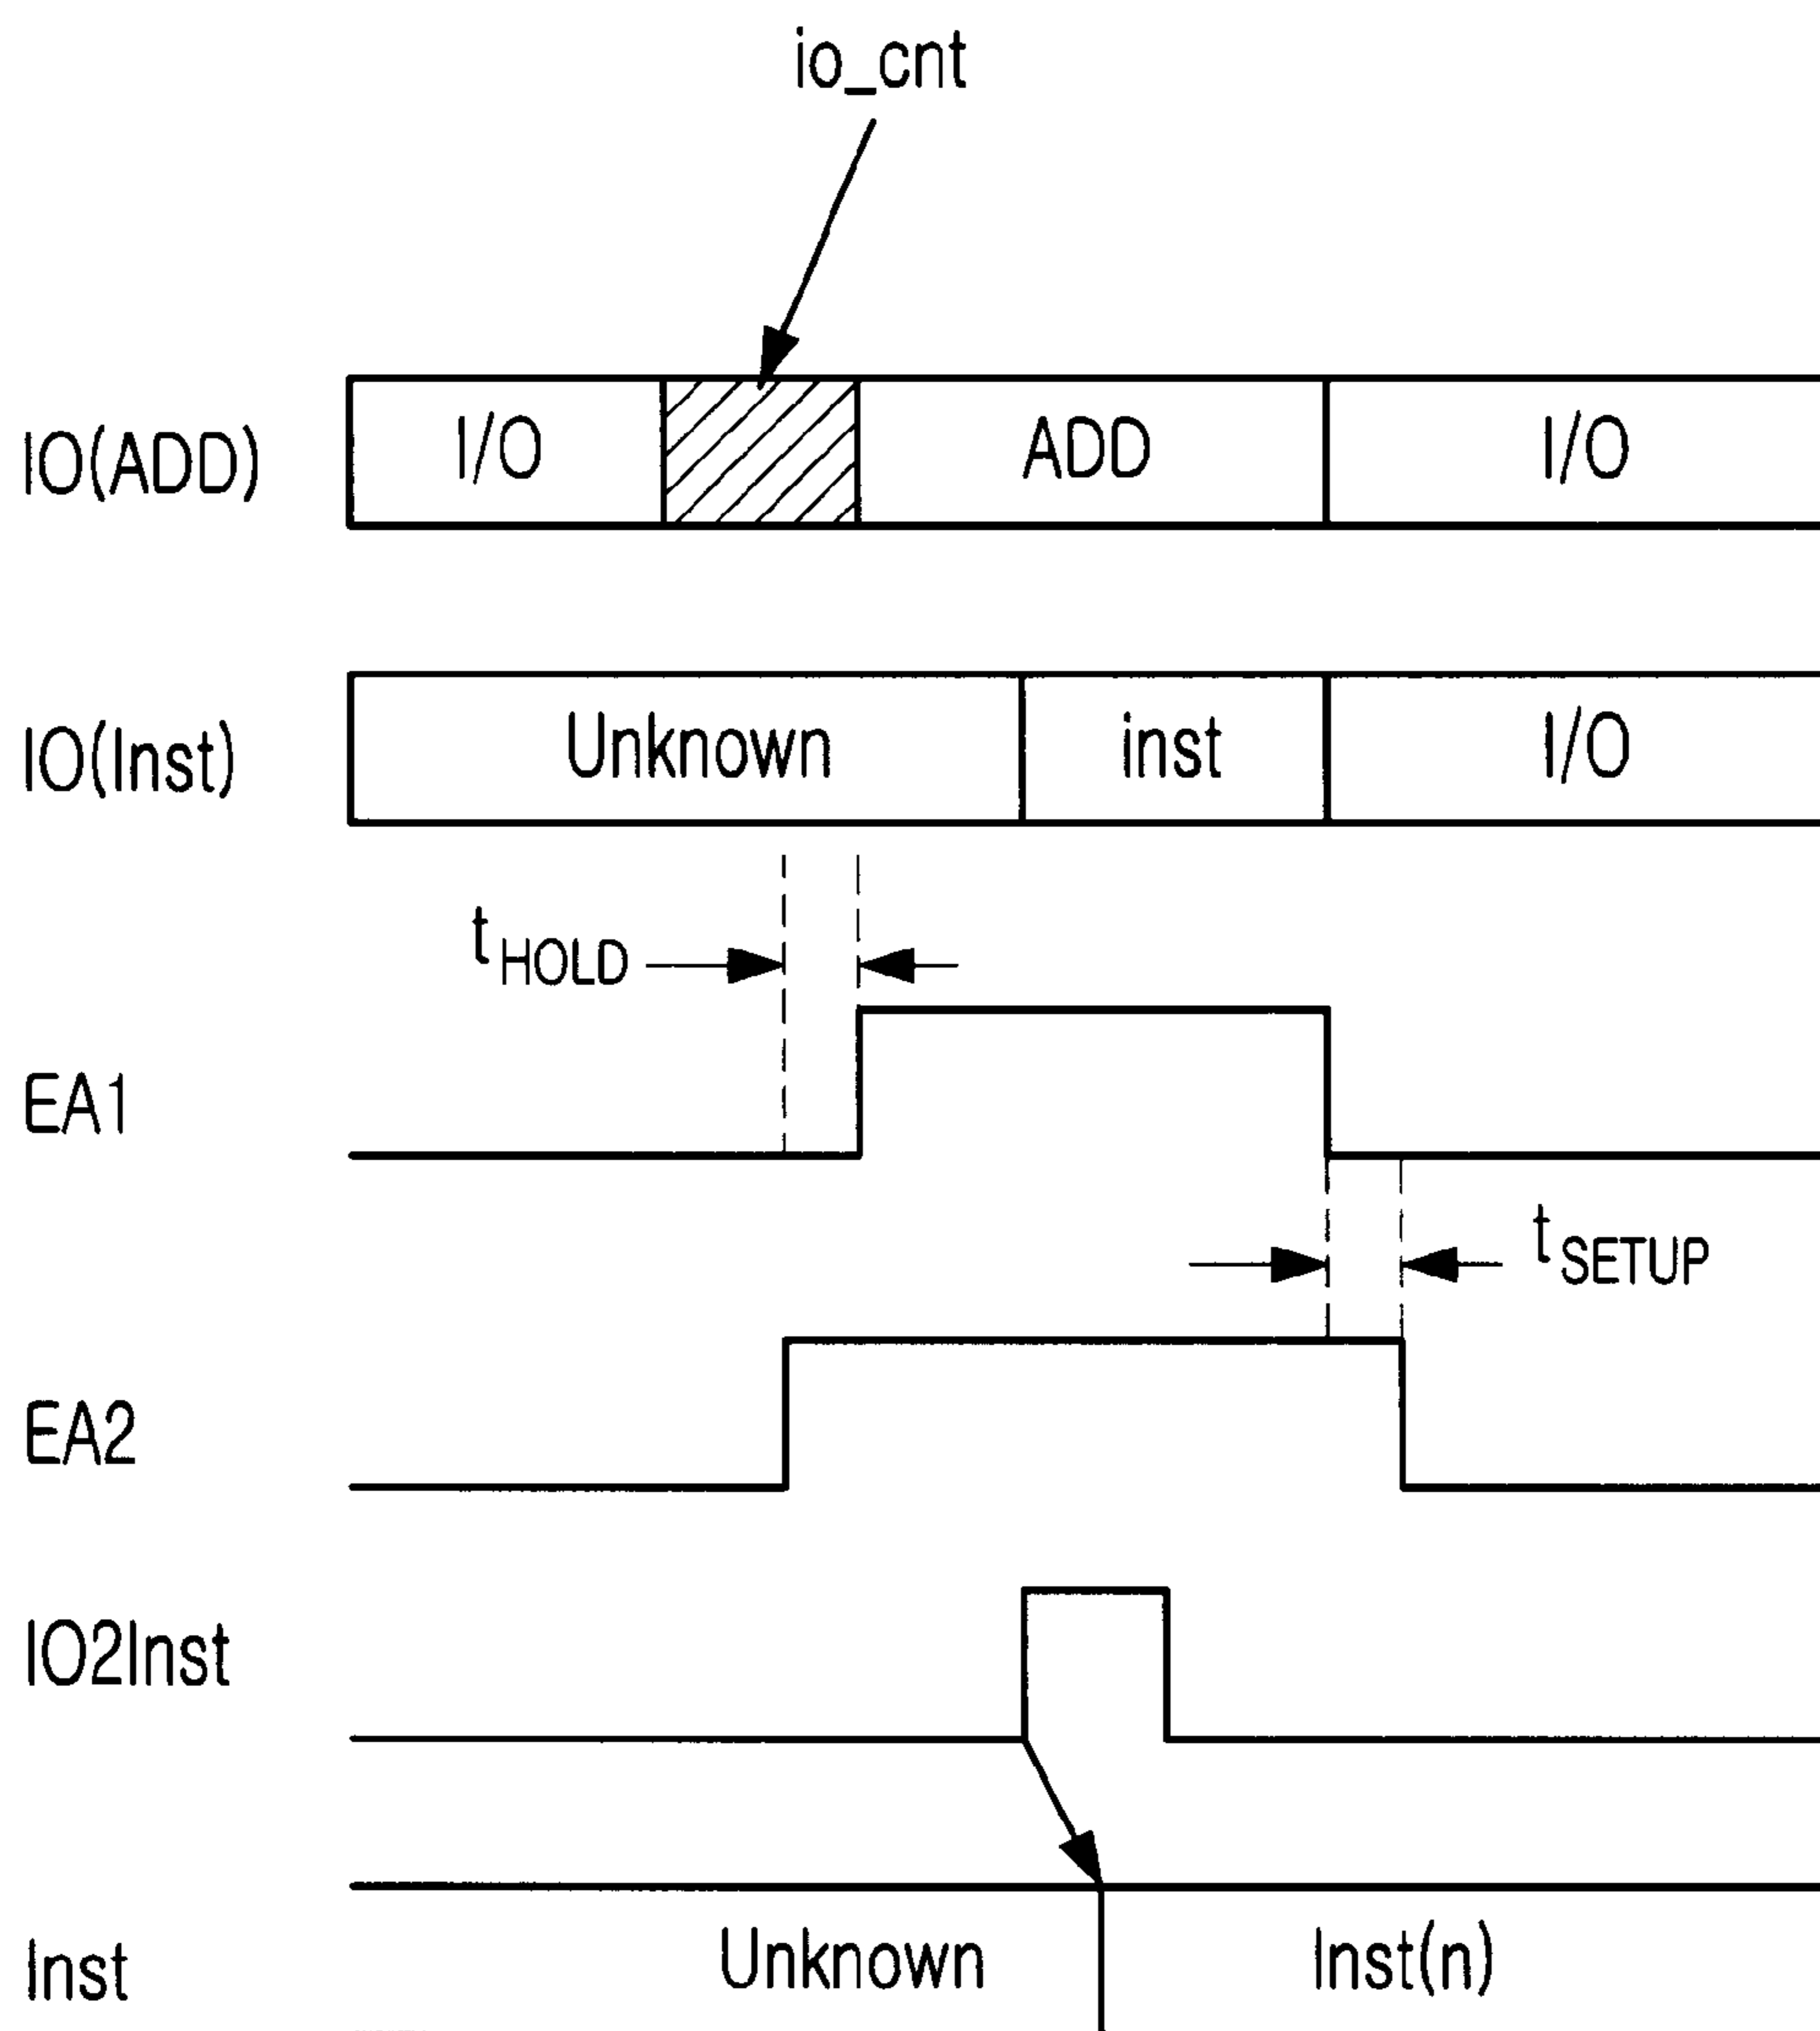 io_cnt
IO(ADD) I/O ADD I/O
IO(Inst) Unknown inst I/O
tHOLD
EA1
tSETUP
EA2
IO2Inst
Inst Unknown Inst(n)